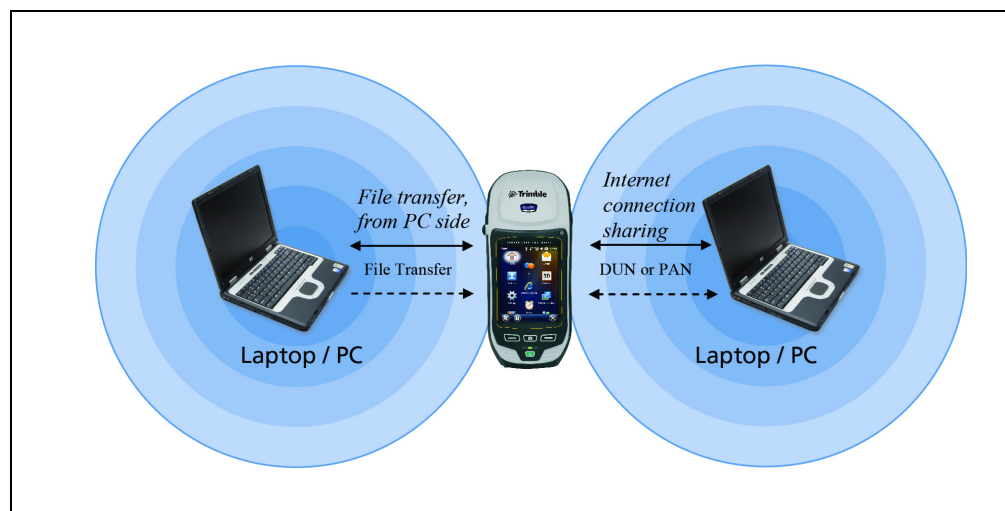 File transfer,
from PC side
File Transfer
Laptop / PC
Trimble
Internet
connection
sharing
DUN or PAN
Laptop / PC